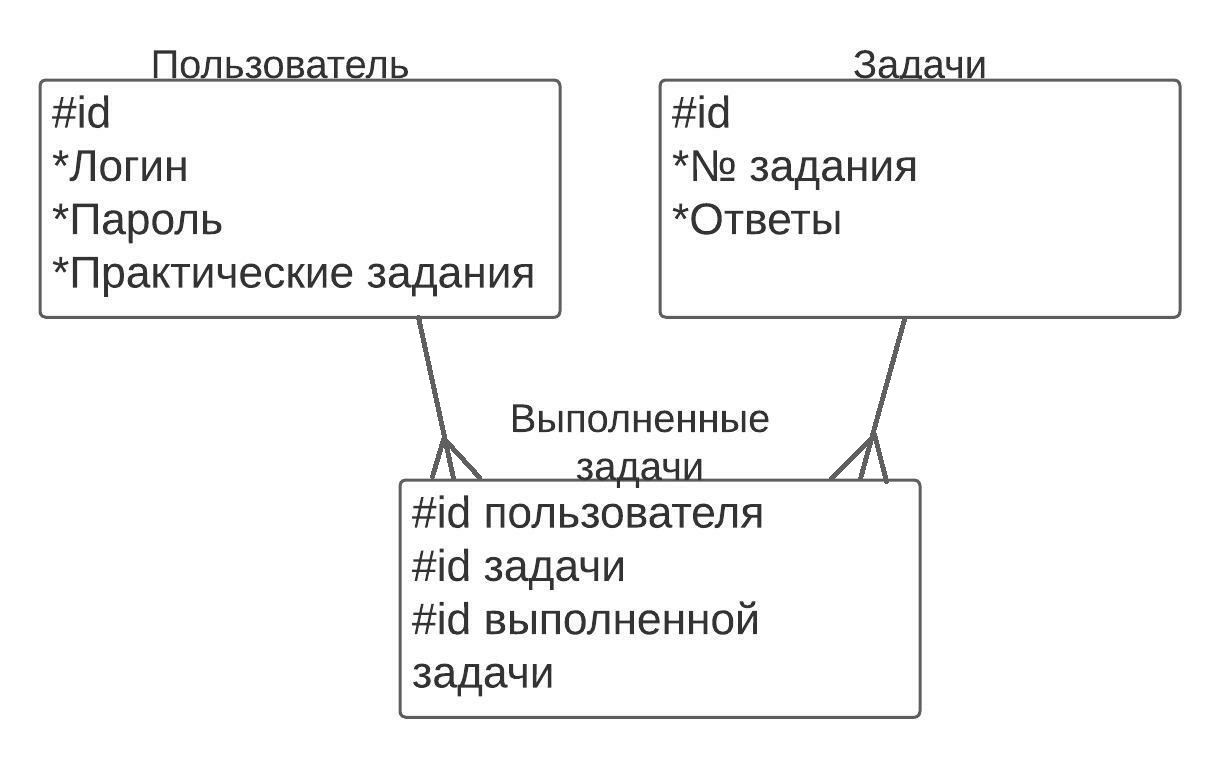 Пользователь
#id
*Логин
*Пароль
*Практические задания
Задачи
#id
*№ задания
*Ответы
Выполненные
задачи
#id пользователя
#id задачи
#id выполненной
задачи